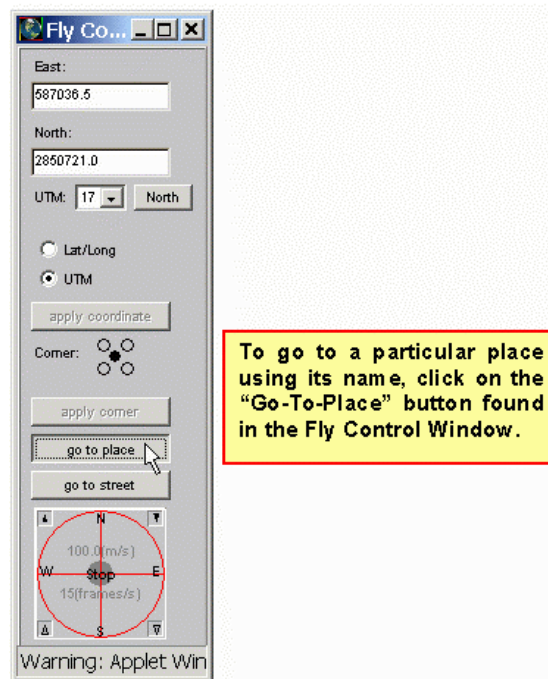 Fly Co...
East:
587036.5
North:
2850721.0
UTM: 17 North
Lat/Long
UTM
apply coordinate
Corner:
apply corner
go to place
go to street
N
100.0(m/s)
W Stop E
15(frames/s)
S
Warning: Applet Win
To go to a particular place
using its name, click on the
“Go-To-Place” button found
in the Fly Control Window.